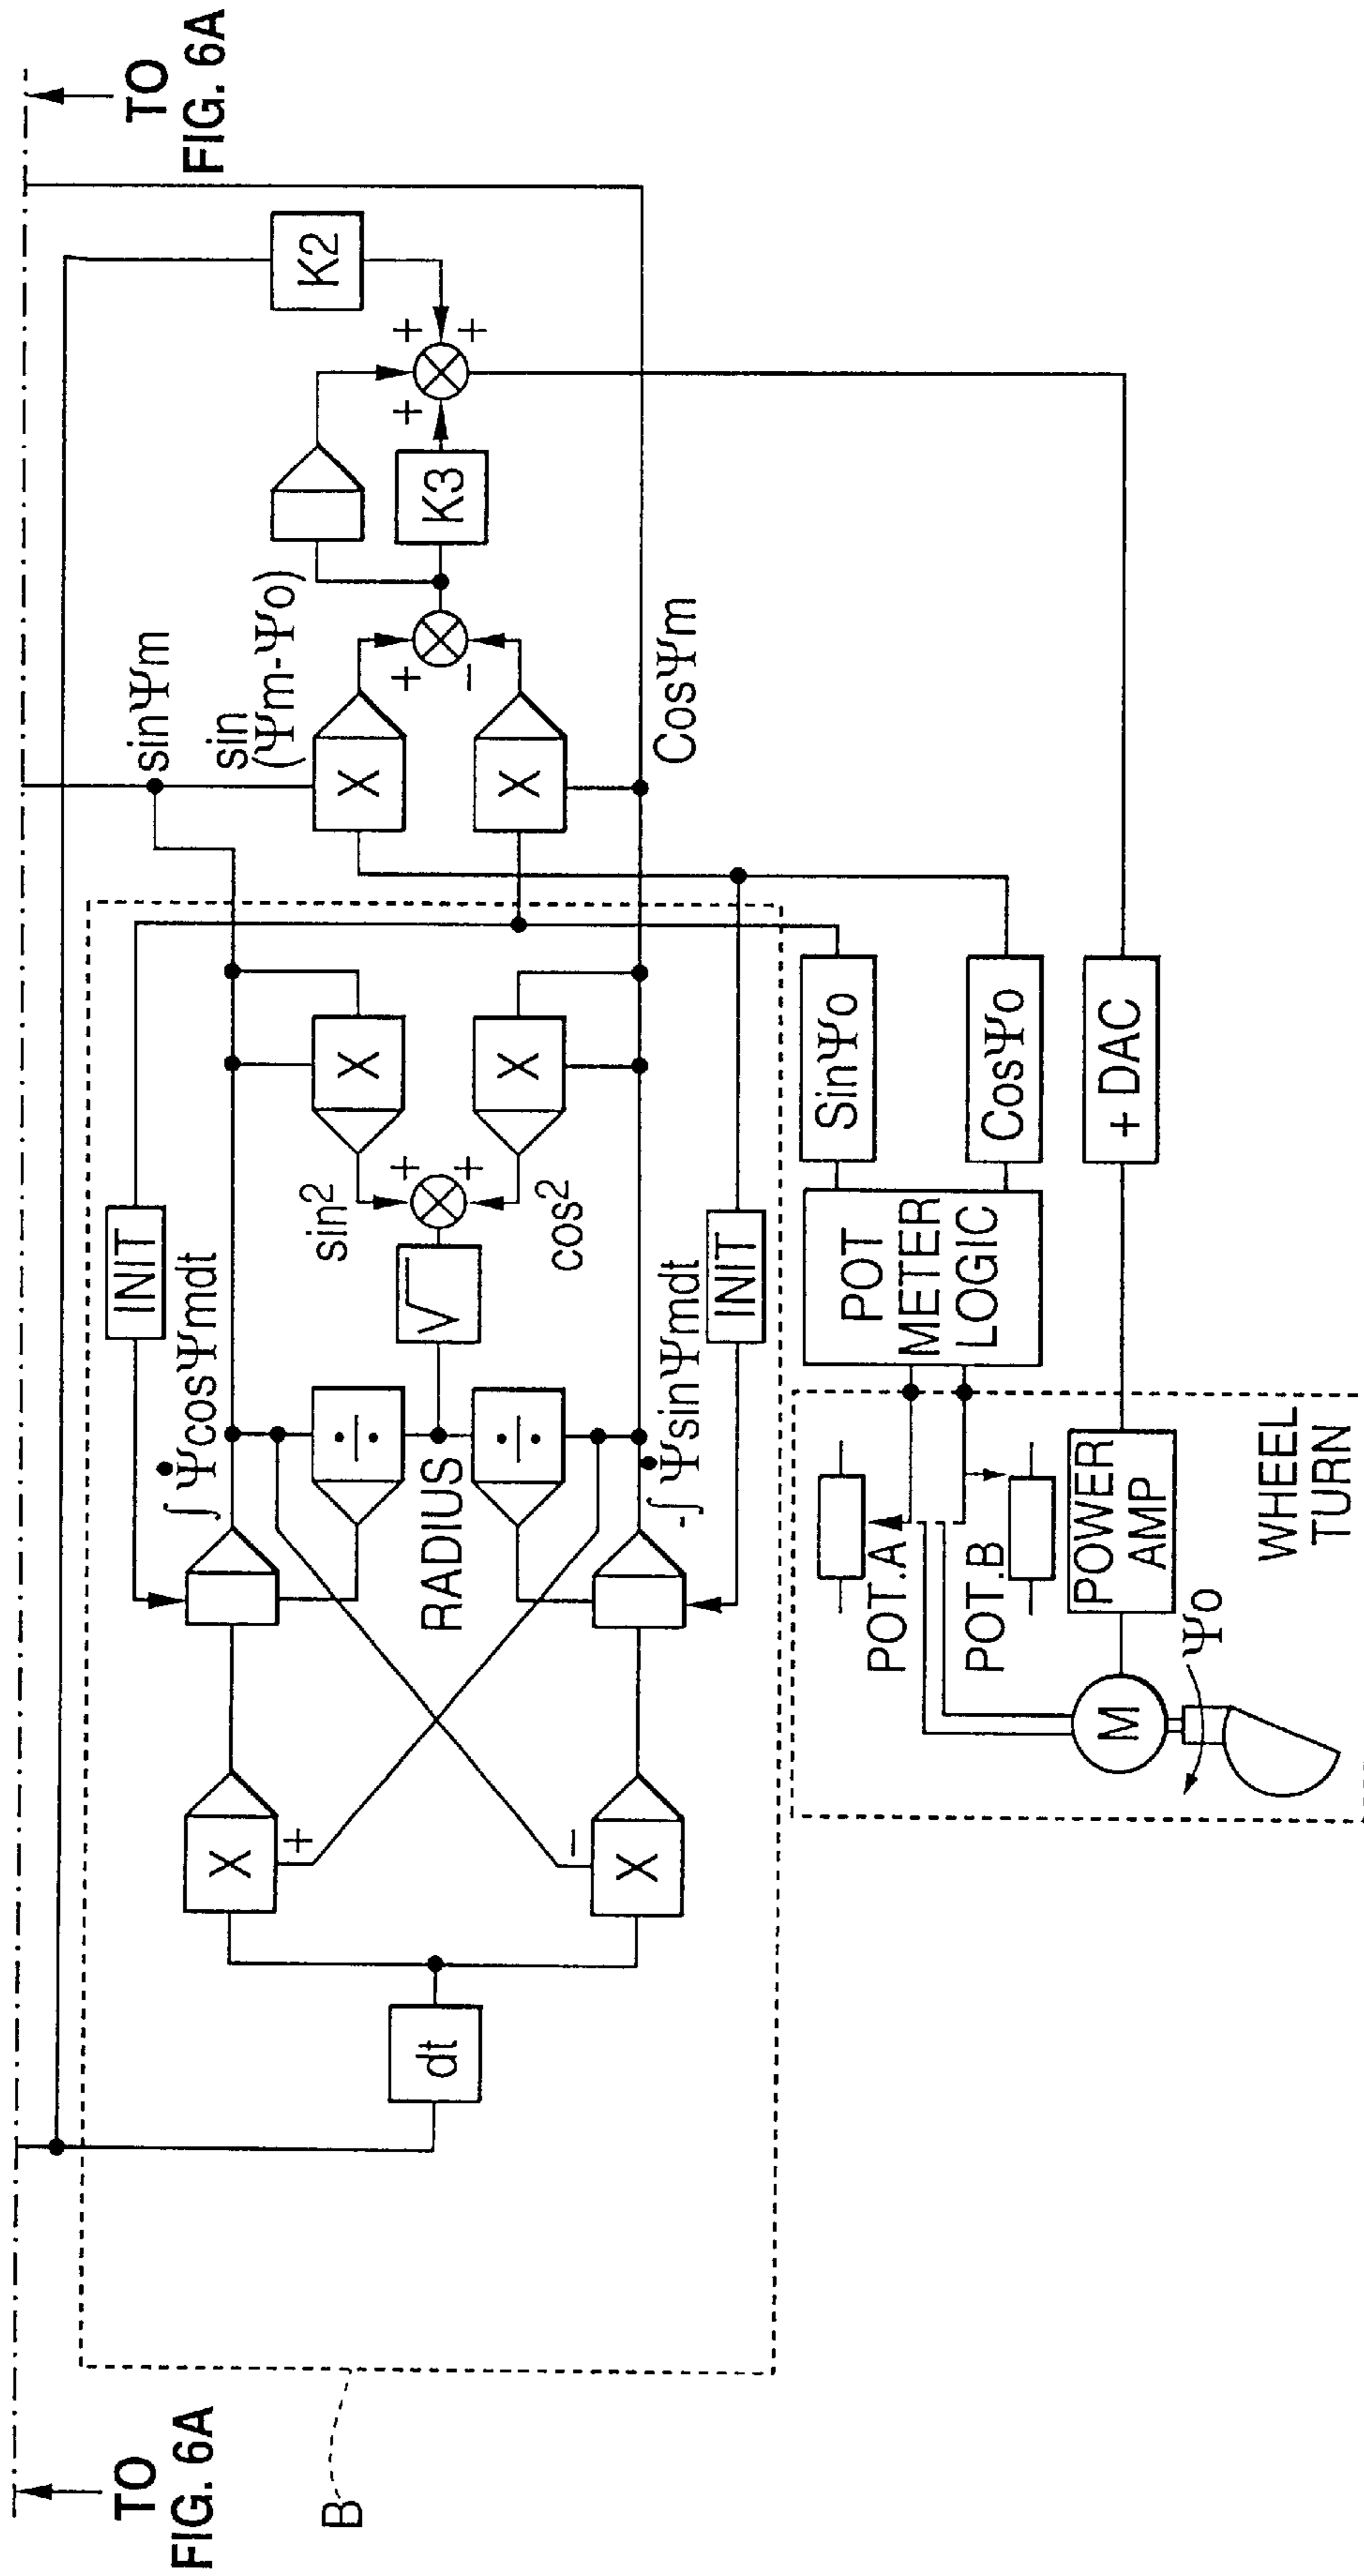 TO
FIG. 6A
TO
FIG. 6A
B
dt
X
+
X
−
INIT
∫Ψ̇cosΨmdt
÷
RADIUS
÷
-∫Ψ̇sinΨmdt
INIT
√
sin²
+
+
cos²
X
X
sinΨm
sin
(Ψm-Ψo)
X
X
+
−
CosΨm
K3
K2
+
+
+
SinΨo
CosΨo
+ DAC
POT
METER
LOGIC
POT.A
POT.B
POWER
AMP
M
Ψo
WHEEL
TURN